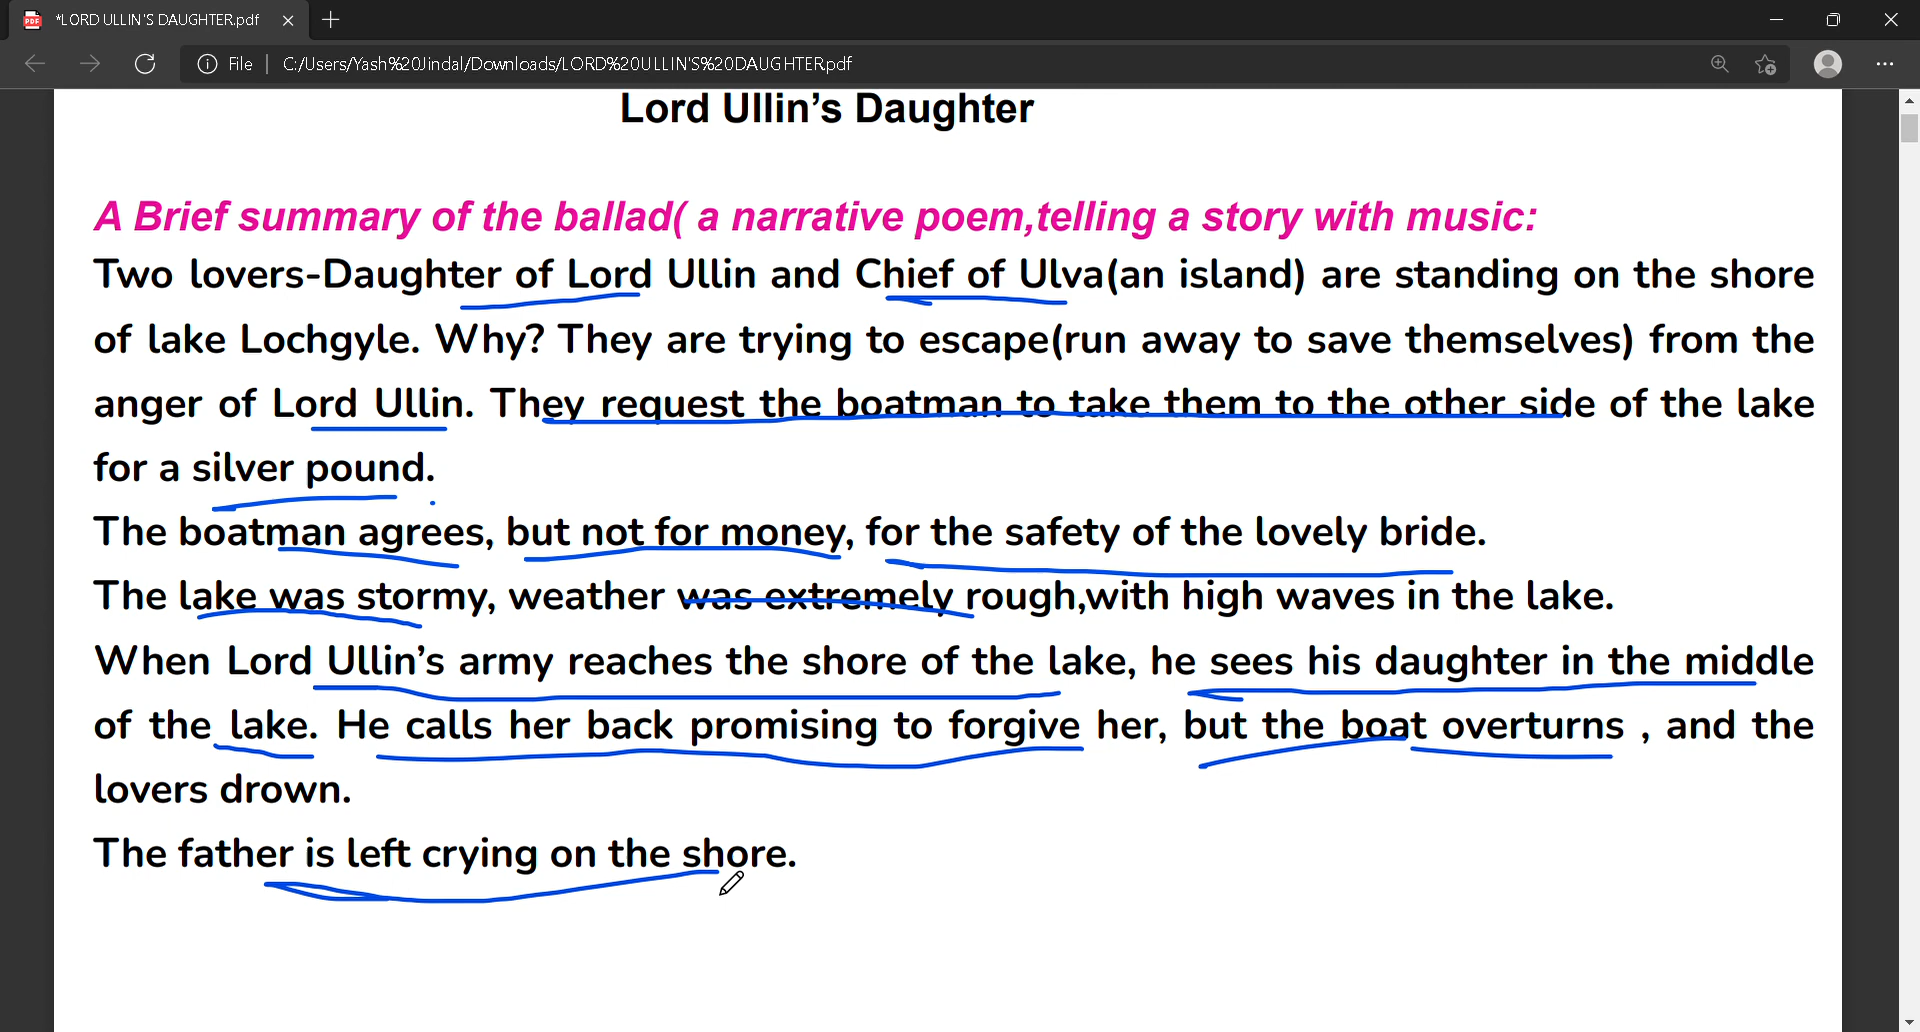 *LORD ULLIN'S DAUGHTER.pdf
File | C:/Users/Yash%20Jindal/Downloads/LORD%20ULLIN'S%20DAUGHTER.pdf
Lord Ullin’s Daughter
A Brief summary of the ballad( a narrative poem,telling a story with music:
Two lovers-Daughter of Lord Ullin and Chief of Ulva(an island) are standing on the shore
of lake Lochgyle. Why? They are trying to escape(run away to save themselves) from the
anger of Lord Ullin. They request the boatman to take them to the other side of the lake
for a silver pound.
The boatman agrees, but not for money, for the safety of the lovely bride.
The lake was stormy, weather was extremely rough,with high waves in the lake.
When Lord Ullin’s army reaches the shore of the lake, he sees his daughter in the middle
of the lake. He calls her back promising to forgive her, but the boat overturns , and the
lovers drown.
The father is left crying on the shore.